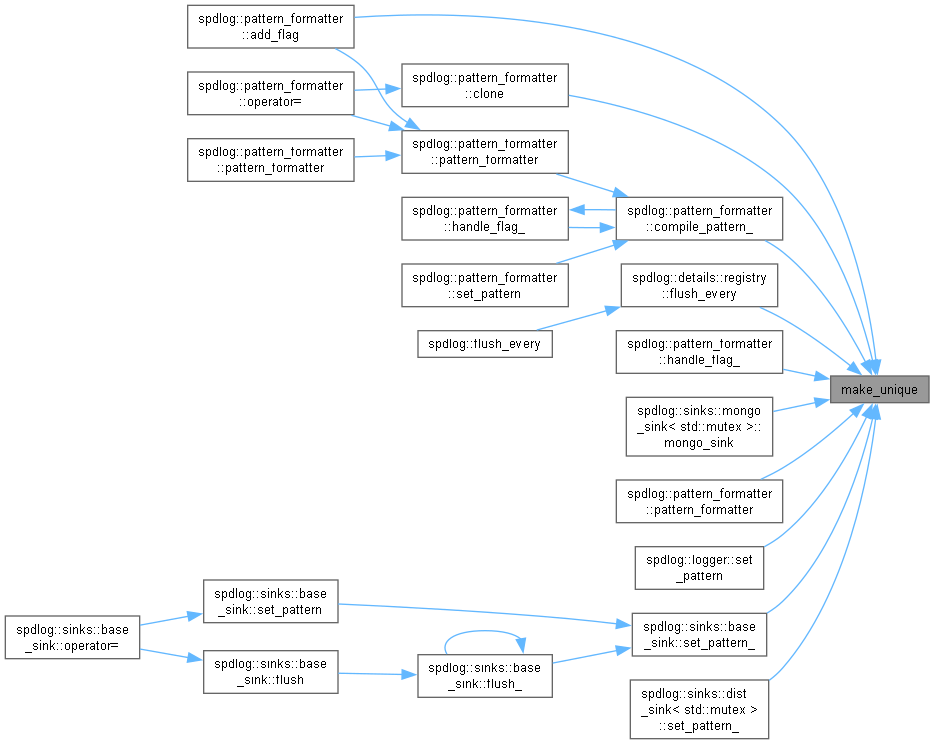 spdlog::pattern_formatter
::add_flag
spdlog::pattern_formatter
::operator=
spdlog::pattern_formatter
::clone
spdlog::pattern_formatter
::pattern_formatter
spdlog::pattern_formatter
::pattern_formatter
spdlog::pattern_formatter
::handle_flag_
spdlog::pattern_formatter
::compile_pattern_
spdlog::pattern_formatter
::set_pattern
spdlog::details::registry
::flush_every
spdlog::flush_every
spdlog::pattern_formatter
::handle_flag_
make_unique
spdlog::sinks::mongo
_sink< std::mutex >::
mongo_sink
spdlog::pattern_formatter
::pattern_formatter
spdlog::logger::set
_pattern
spdlog::sinks::base
_sink::set_pattern
spdlog::sinks::base
_sink::operator=
spdlog::sinks::base
_sink::set_pattern_
spdlog::sinks::base
_sink::flush
spdlog::sinks::base
_sink::flush_
spdlog::sinks::dist
_sink< std::mutex >
::set_pattern_